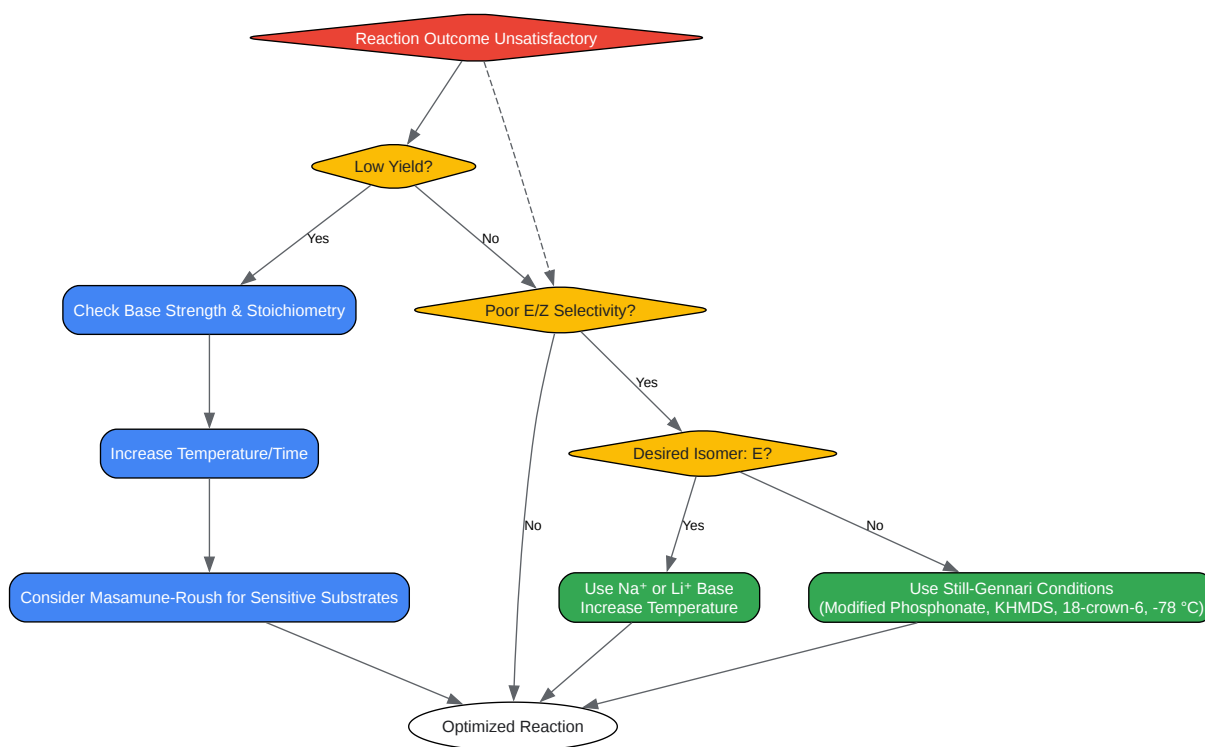 Reaction Outcome Unsatisfactory
Low Yield?
Yes
No
Check Base Strength & Stoichiometry
Poor E/Z Selectivity?
Yes
Increase Temperature/Time
Desired Isomer: E?
No
Yes
No
Consider Masamune-Roush for Sensitive Substrates
Use Na⁺ or Li⁺ Base
Increase Temperature
Use Still-Gennari Conditions
(Modified Phosphonate, KHMDS, 18-crown-6, -78 °C)
Optimized Reaction